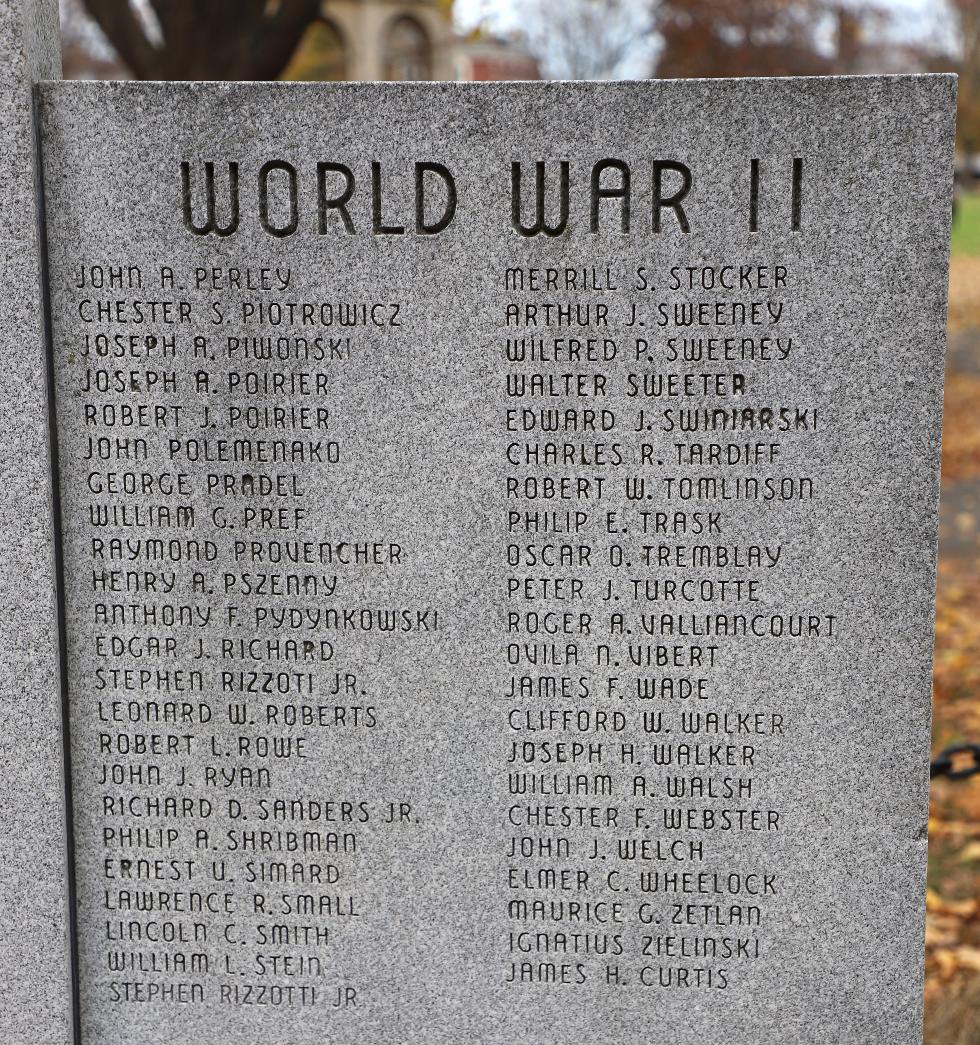 WORLD WAR II
JOHN A. PERLEY
CHESTER S. PIOTROWICZ
JOSEPH A. PIWONSKI
JOSEPH A. POIRIER
ROBERT J. POIRIER
JOHN POLEMENAKO
GEORGE PRADEL
WILLIAM G. PREF
RAYMOND PROVENCHER
HENRY A. PSZENNY
ANTHONY F. PYDYNKOWSKI
EDGAR J. RICHARD
STEPHEN RIZZOTI JR.
LEONARD W. ROBERTS
ROBERT L. ROWE
JOHN J. RYAN
RICHARD D. SANDERS JR.
PHILIP A. SHRIBMAN
ERNEST U. SIMARD
LAWRENCE R. SMALL
LINCOLN C. SMITH
WILLIAM L. STEIN
STEPHEN RIZZOTTI JR.
MERRILL S. STOCKER
ARTHUR J. SWEENEY
WILFRED P. SWEENEY
WALTER SWEETER
EDWARD J. SWINIARSKI
CHARLES R. TARDIFF
ROBERT W. TOMLINSON
PHILIP E. TRASK
OSCAR O. TREMBLAY
PETER J. TURCOTTE
ROGER A. VALLIANCOURT
OVILA N. VIBERT
JAMES F. WADE
CLIFFORD W. WALKER
JOSEPH H. WALKER
WILLIAM A. WALSH
CHESTER F. WEBSTER
JOHN J. WELCH
ELMER C. WHEELOCK
MAURICE G. ZETLAN
IGNATIUS ZIELINSKI
JAMES H. CURTIS